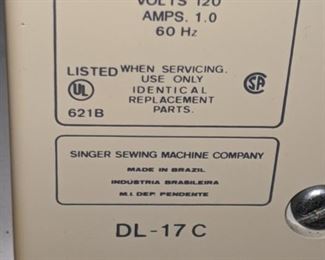 VOLTS 120
AMPS. 1.0
60 Hz
LISTED
UL
621B
WHEN SERVICING.
USE ONLY
IDENTICAL
REPLACEMENT
PARTS.
SA
SINGER SEWING MACHINE COMPANY
MADE IN BRAZIL
INDUSTRIA BRASILEIRA
M.I. DEP. PENDENTE
DL-17C